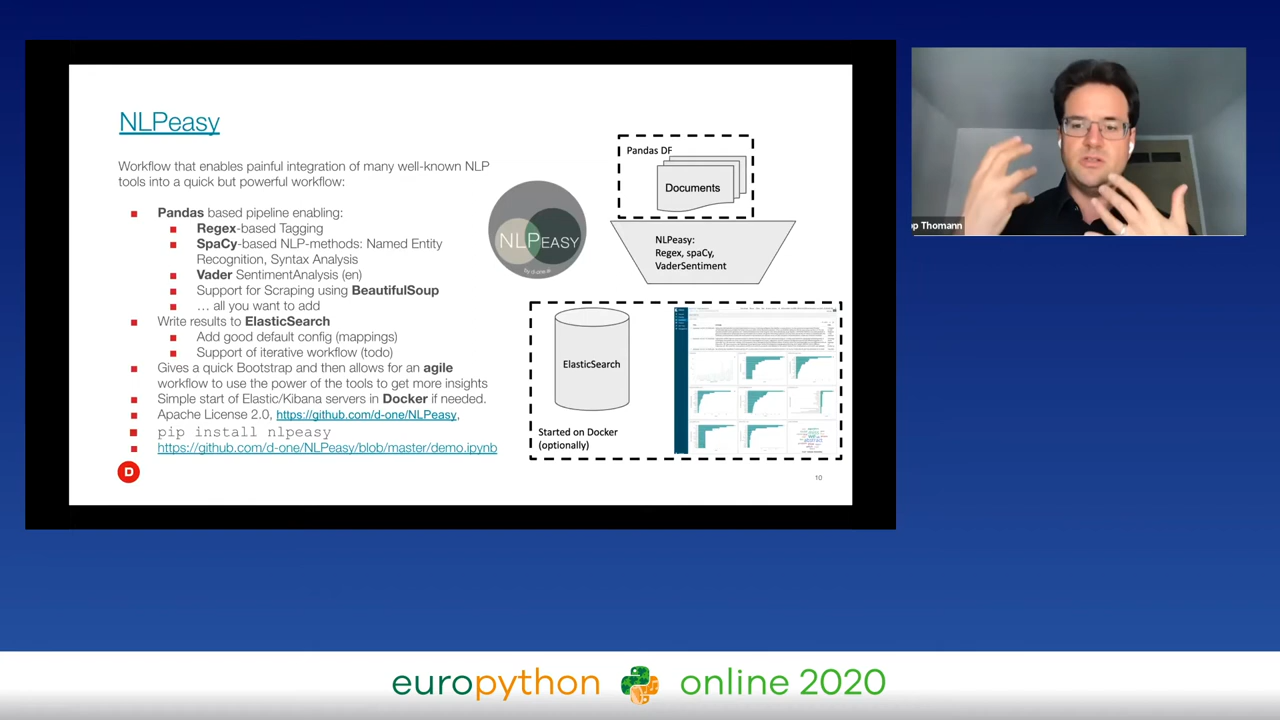 NLPeasy
Workflow that enables painful integration of many well-known NLP
tools into a quick but powerful workflow:
Pandas based pipeline enabling:
Regex-based Tagging
SpaCy-based NLP-methods: Named Entity
Recognition, Syntax Analysis
Vader SentimentAnalysis (en)
Support for Scraping using BeautifulSoup
… all you want to add
Write results to ElasticSearch
Add good default config (mappings)
Support of iterative workflow (todo)
Gives a quick Bootstrap and then allows for an agile
workflow to use the power of the tools to get more insights
Simple start of Elastic/Kibana servers in Docker if needed.
Apache License 2.0, https://github.com/d-one/NLPeasy,
pip install nlpeasy
https://github.com/d-one/NLPeasy/blob/master/demo.ipynb
D
NLPEASY
by d-one.ai
Pandas DF
Documents
NLPeasy:
Regex, spaCy,
VaderSentiment
ElasticSearch
Started on Docker
(optionally)
10
op Thomann
europython online 2020